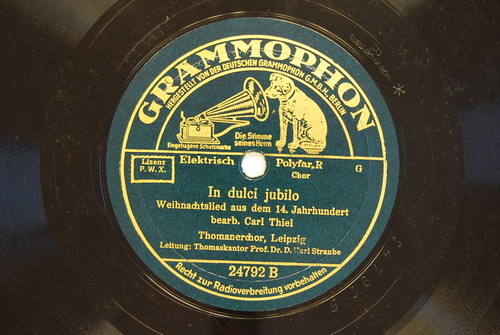 GRAMMOPHON
HERGESTELLT VON DER DEUTSCHEN GRAMMOPHON G.M.B.H. BERLIN
Die Stimme
seines Herrn
Eingetragene Schutzmarke
Lizenz
P. W. X.
Elektrisch
Polyfar, R
G
Chor
In dulci jubilo
Weihnachtslied aus dem 14. Jahrhundert
bearb. Carl Thiel
Thomanerchor, Leipzig
Leitung: Thomaskantor Prof. Dr. D. Karl Straube
24792 B
Recht zur Radioverbreitung vorbehalten